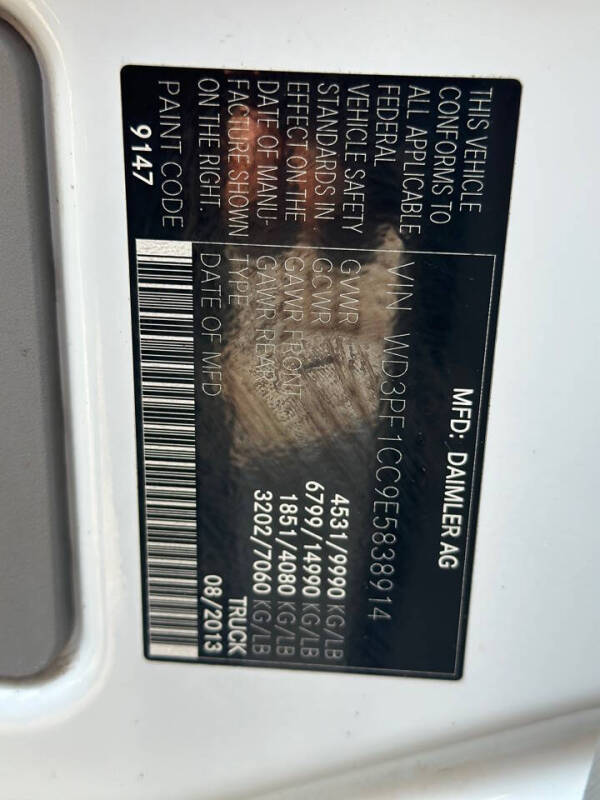 MFD: DAIMLER AG
THIS VEHICLE
CONFORMS TO
ALL APPLICABLE
FEDERAL
VEHICLE SAFETY
STANDARDS IN
EFFECT ON THE
DATE OF MANU-
FACTURE SHOWN
ON THE RIGHT.
PAINT CODE
9147
VIN WD3PF1CC9E5838914
GVWR 4531/9990 KG/LB
GCWR 6799/14990 KG/LB
GAWR FRONT 1851/4080 KG/LB
GAWR REAR 3202/7060 KG/LB
TYPE TRUCK
DATE OF MFD 08/2013